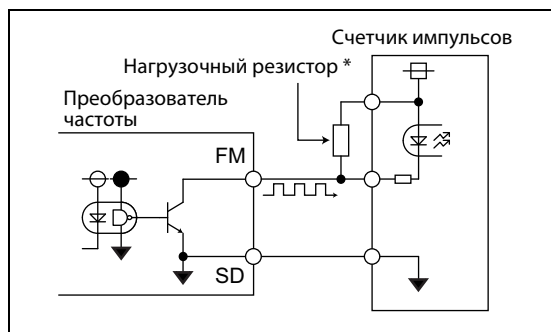 Счетчик импульсов
Нагрузочный резистор *
Преобразователь
частоты
FM
SD